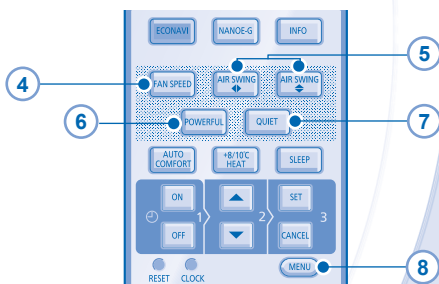 ECONAVI NANOE-G INFO
5
4 FAN SPEED AIR SWING AIR SWING
6 POWERFUL QUIET 7
AUTO COMFORT +8/10℃ HEAT SLEEP
ON SET
1 2 3
OFF CANCEL
MENU 8
RESET CLOCK